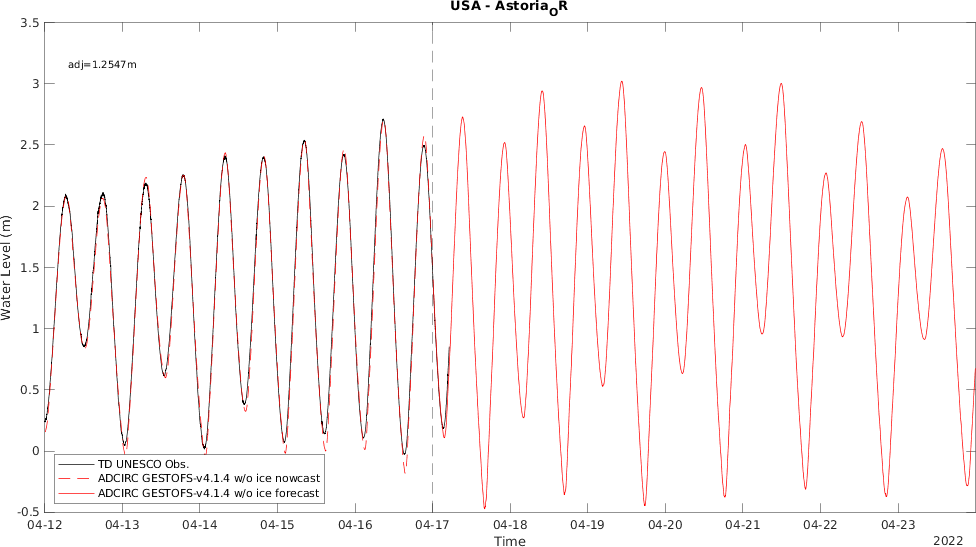 USA - Astoria_OR
3.5
adj=1.2547m
3
2.5
2
1.5
1
0.5
0
-0.5
Water Level (m)
TD UNESCO Obs.
ADCIRC GESTOFS-v4.1.4 w/o ice nowcast
ADCIRC GESTOFS-v4.1.4 w/o ice forecast
04-12 04-13 04-14 04-15 04-16 04-17 04-18 04-19 04-20 04-21 04-22 04-23
Time
2022